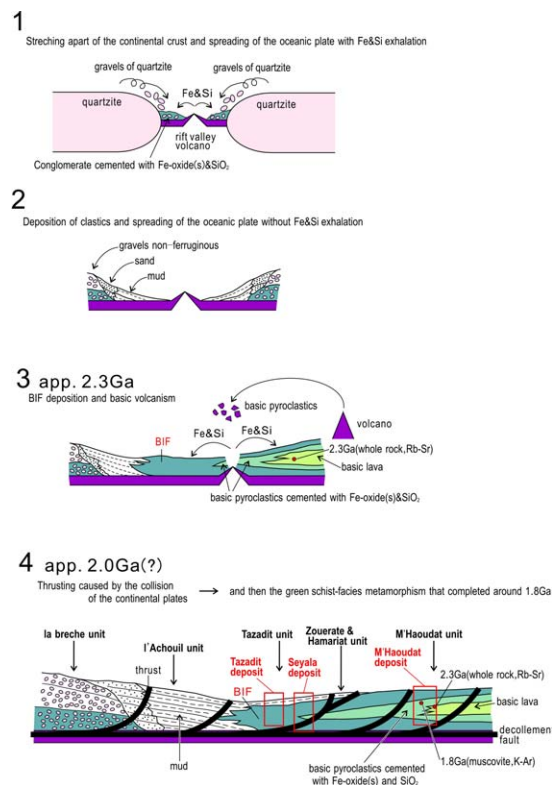 1
Streching apart of the continental crust and spreading of the oceanic plate with Fe&Si exhalation
gravels of quartzite
gravels of quartzite
Fe&Si
quartzite
quartzite
rift valley
volcano
Conglomerate cemented with Fe-oxide(s)&SiO₂
2
Deposition of clastics and spreading of the oceanic plate without Fe&Si exhalation
gravels non-ferruginous
sand
mud
3 app. 2.3Ga
BIF deposition and basic volcanism
basic pyroclastics
volcano
BIF
Fe&Si
Fe&Si
2.3Ga(whole rock,Rb-Sr)
basic lava
basic pyroclastics cemented with Fe-oxide(s)&SiO₂
4 app. 2.0Ga(?)
Thrusting caused by the collision
of the continental plates
and then the green schist-facies metamorphism that completed around 1.8Ga
la breche unit
l'Achouil unit
Tazadit unit
Zouerate &
Hamariat unit
M'Haoudat unit
thrust
Tazadit
deposit
Seyala
deposit
M'Haoudat
deposit
2.3Ga(whole rock,Rb-Sr)
BIF
basic lava
decollement
fault
mud
basic pyroclastics cemented
with Fe-oxide(s) and SiO₂
1.8Ga(muscovite,K-Ar)